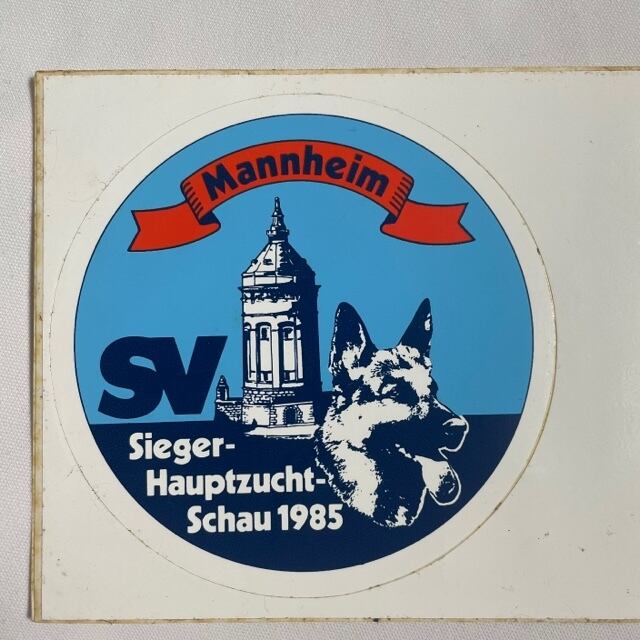 Mannheim
SV
Sieger-
Hauptzucht-
Schau 1985